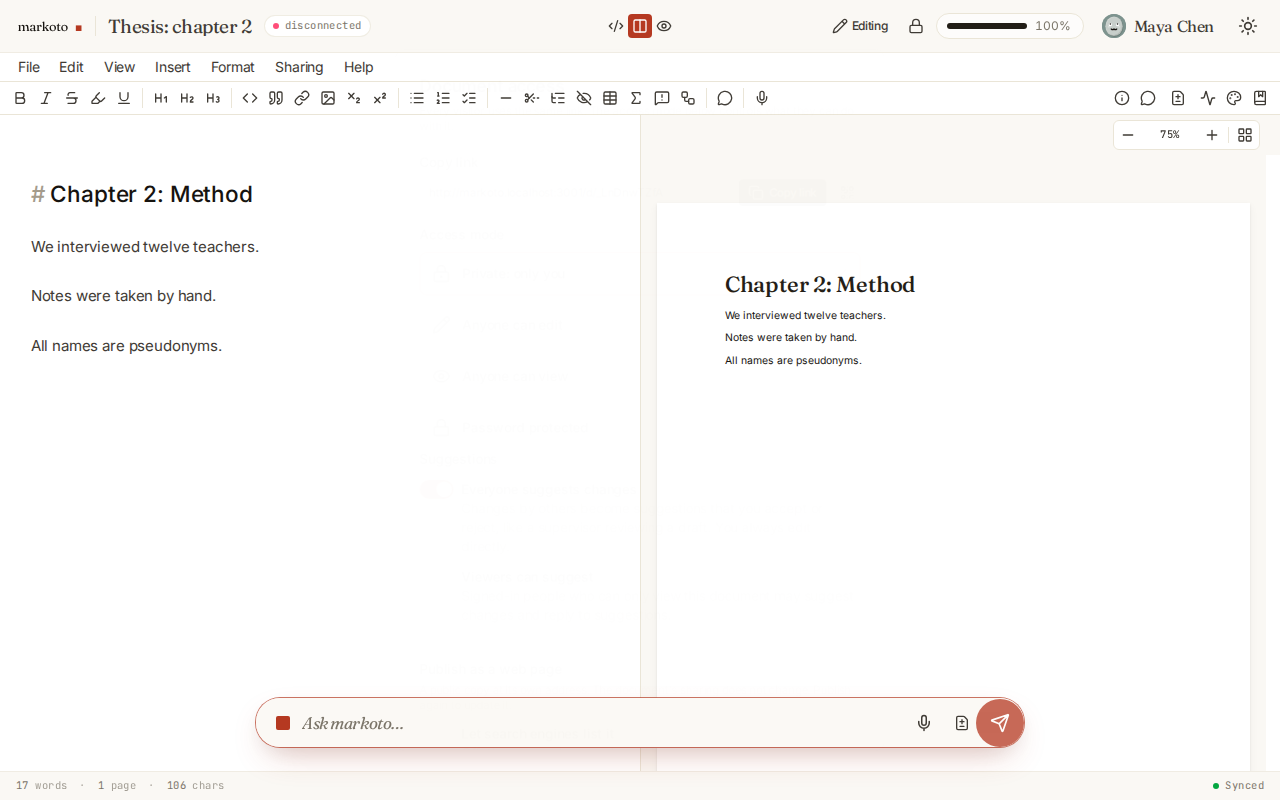 markoto
Thesis: chapter 2
disconnected
Editing
100%
Maya Chen
File Edit View Insert Format Sharing Help
H1 H2 H3
x2 x2
75%
# Chapter 2: Method
We interviewed twelve teachers.
Notes were taken by hand.
All names are pseudonyms.
Chapter 2: Method
We interviewed twelve teachers.
Notes were taken by hand.
All names are pseudonyms.
Ask markoto...
17 words · 1 page · 106 chars
Synced